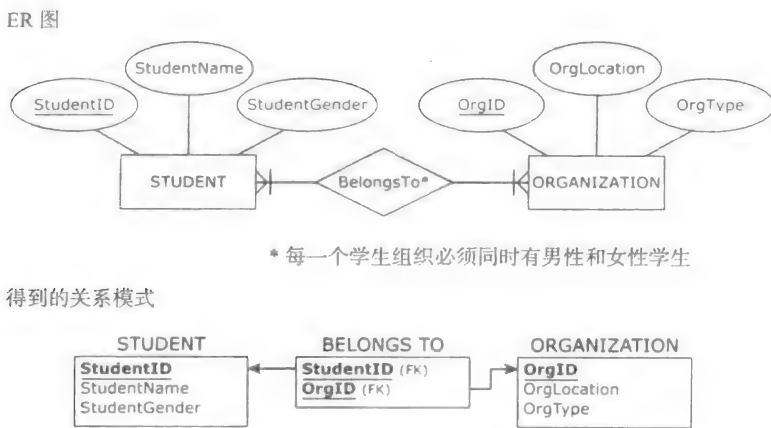 ER 图
StudentName
StudentID
StudentGender
OrgLocation
OrgID
OrgType
STUDENT
BelongsTo*
ORGANIZATION
* 每一个学生组织必须同时有男性和女性学生
得到的关系模式
STUDENT
StudentID
StudentName
StudentGender
BELONGS TO
StudentID (FK)
OrgID (FK)
ORGANIZATION
OrgID
OrgLocation
OrgType